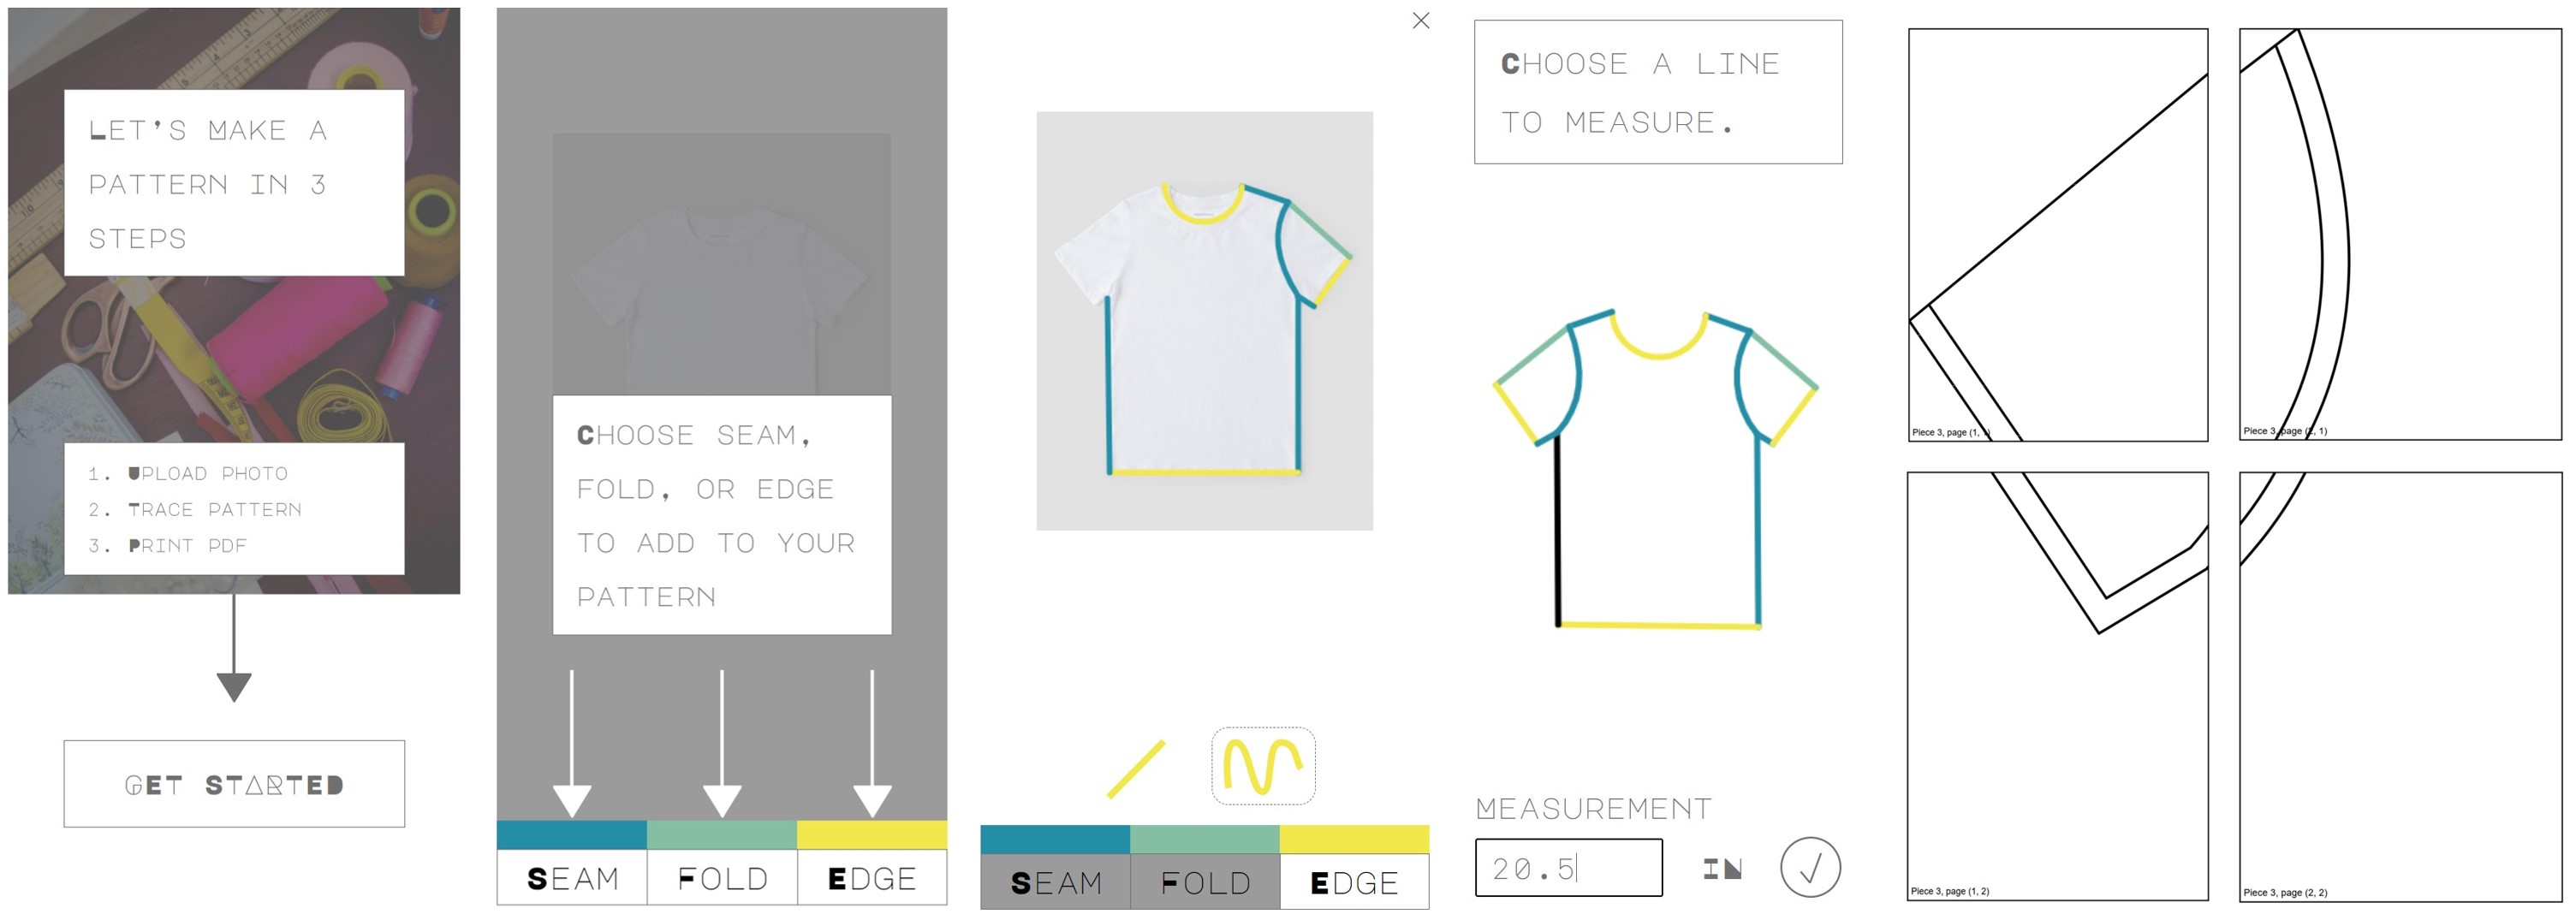 LET'S MAKE A
PATTERN IN 3
STEPS
1. UPLOAD PHOTO
2. TRACE PATTERN
3. PRINT PDF
GET STARTED
CHOOSE SEAM,
FOLD, OR EDGE
TO ADD TO YOUR
PATTERN
SEAM FOLD EDGE
SEAM FOLD EDGE
CHOOSE A LINE
TO MEASURE.
MEASUREMENT
20.5 IN
Piece 3, page (1, 1)
Piece 3, page (2, 1)
Piece 3, page (1, 2)
Piece 3, page (2, 2)